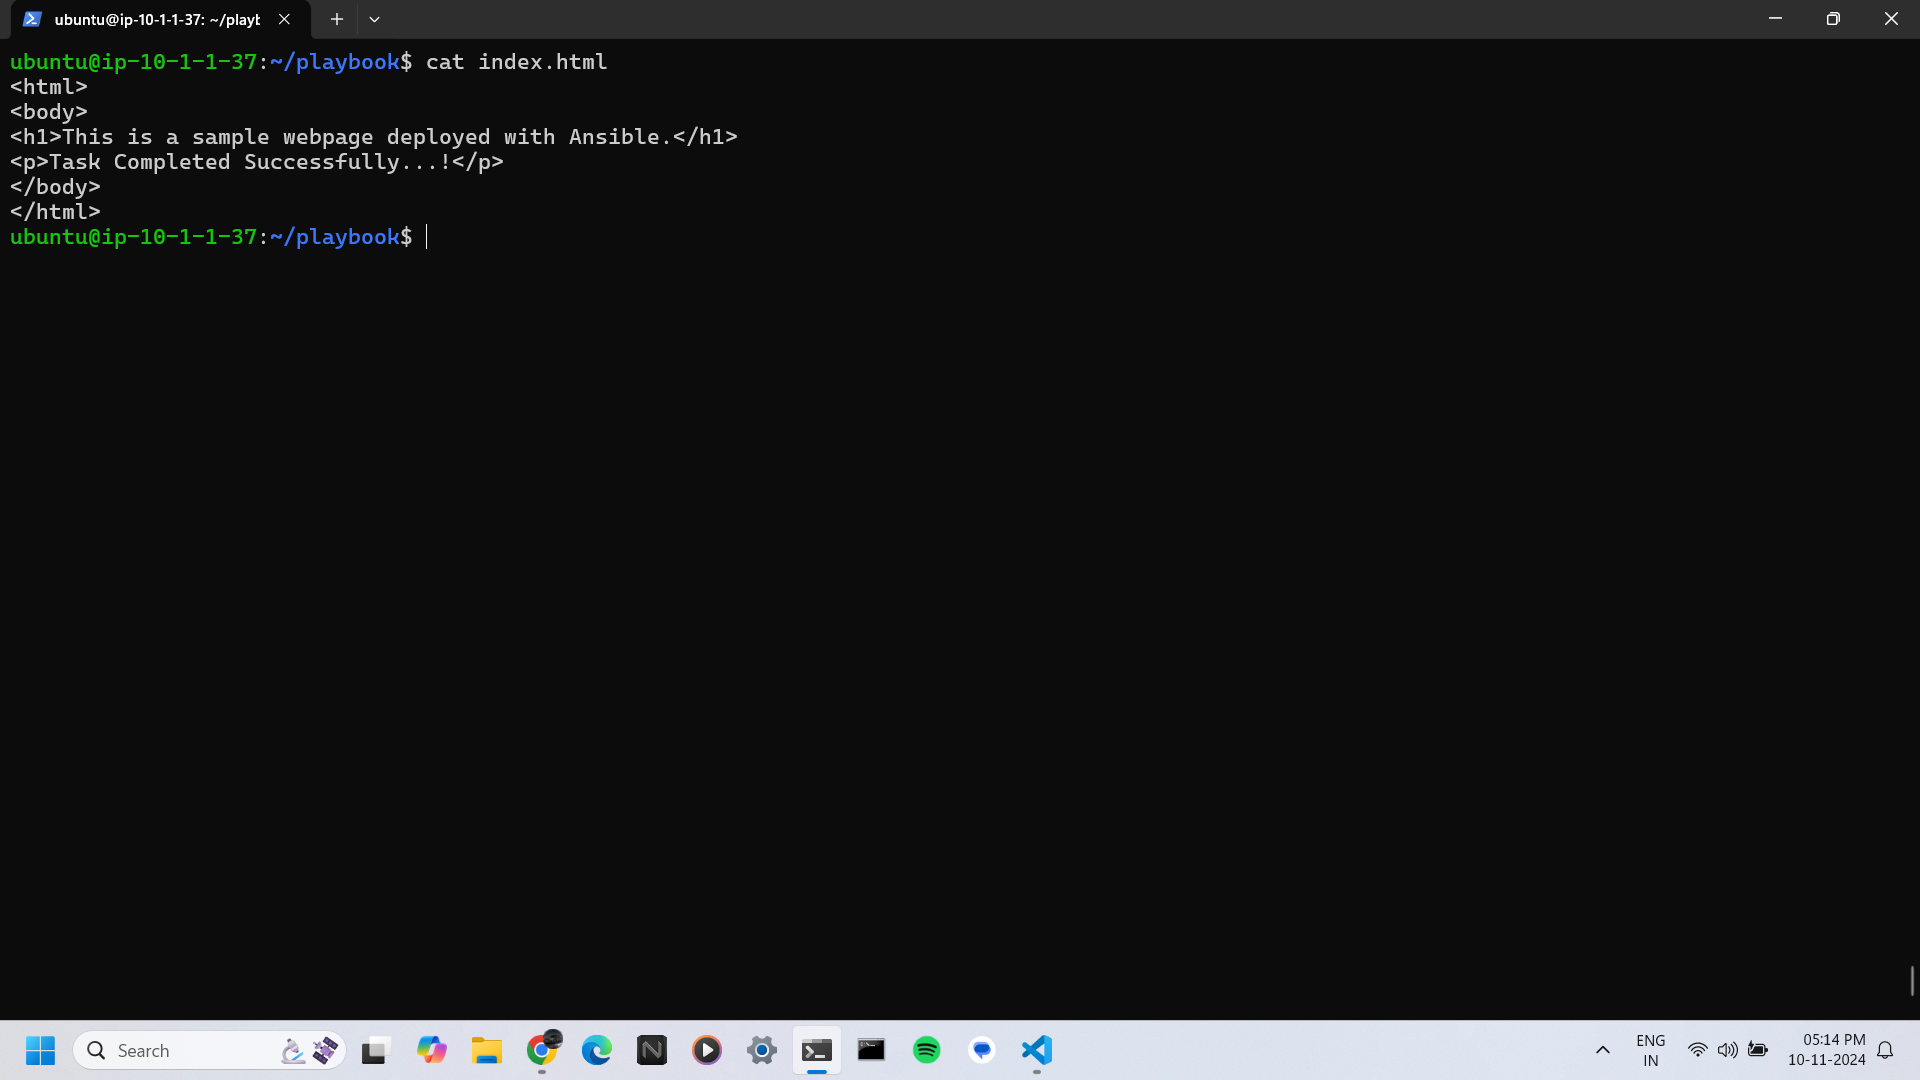 ubuntu@ip-10-1-1-37: ~/playb
ubuntu@ip-10-1-1-37:~/playbook$ cat index.html
<html>
<body>
<h1>This is a sample webpage deployed with Ansible.</h1>
<p>Task Completed Successfully...!</p>
</body>
</html>
ubuntu@ip-10-1-1-37:~/playbook$
Search
ENG
IN
05:14 PM
10-11-2024